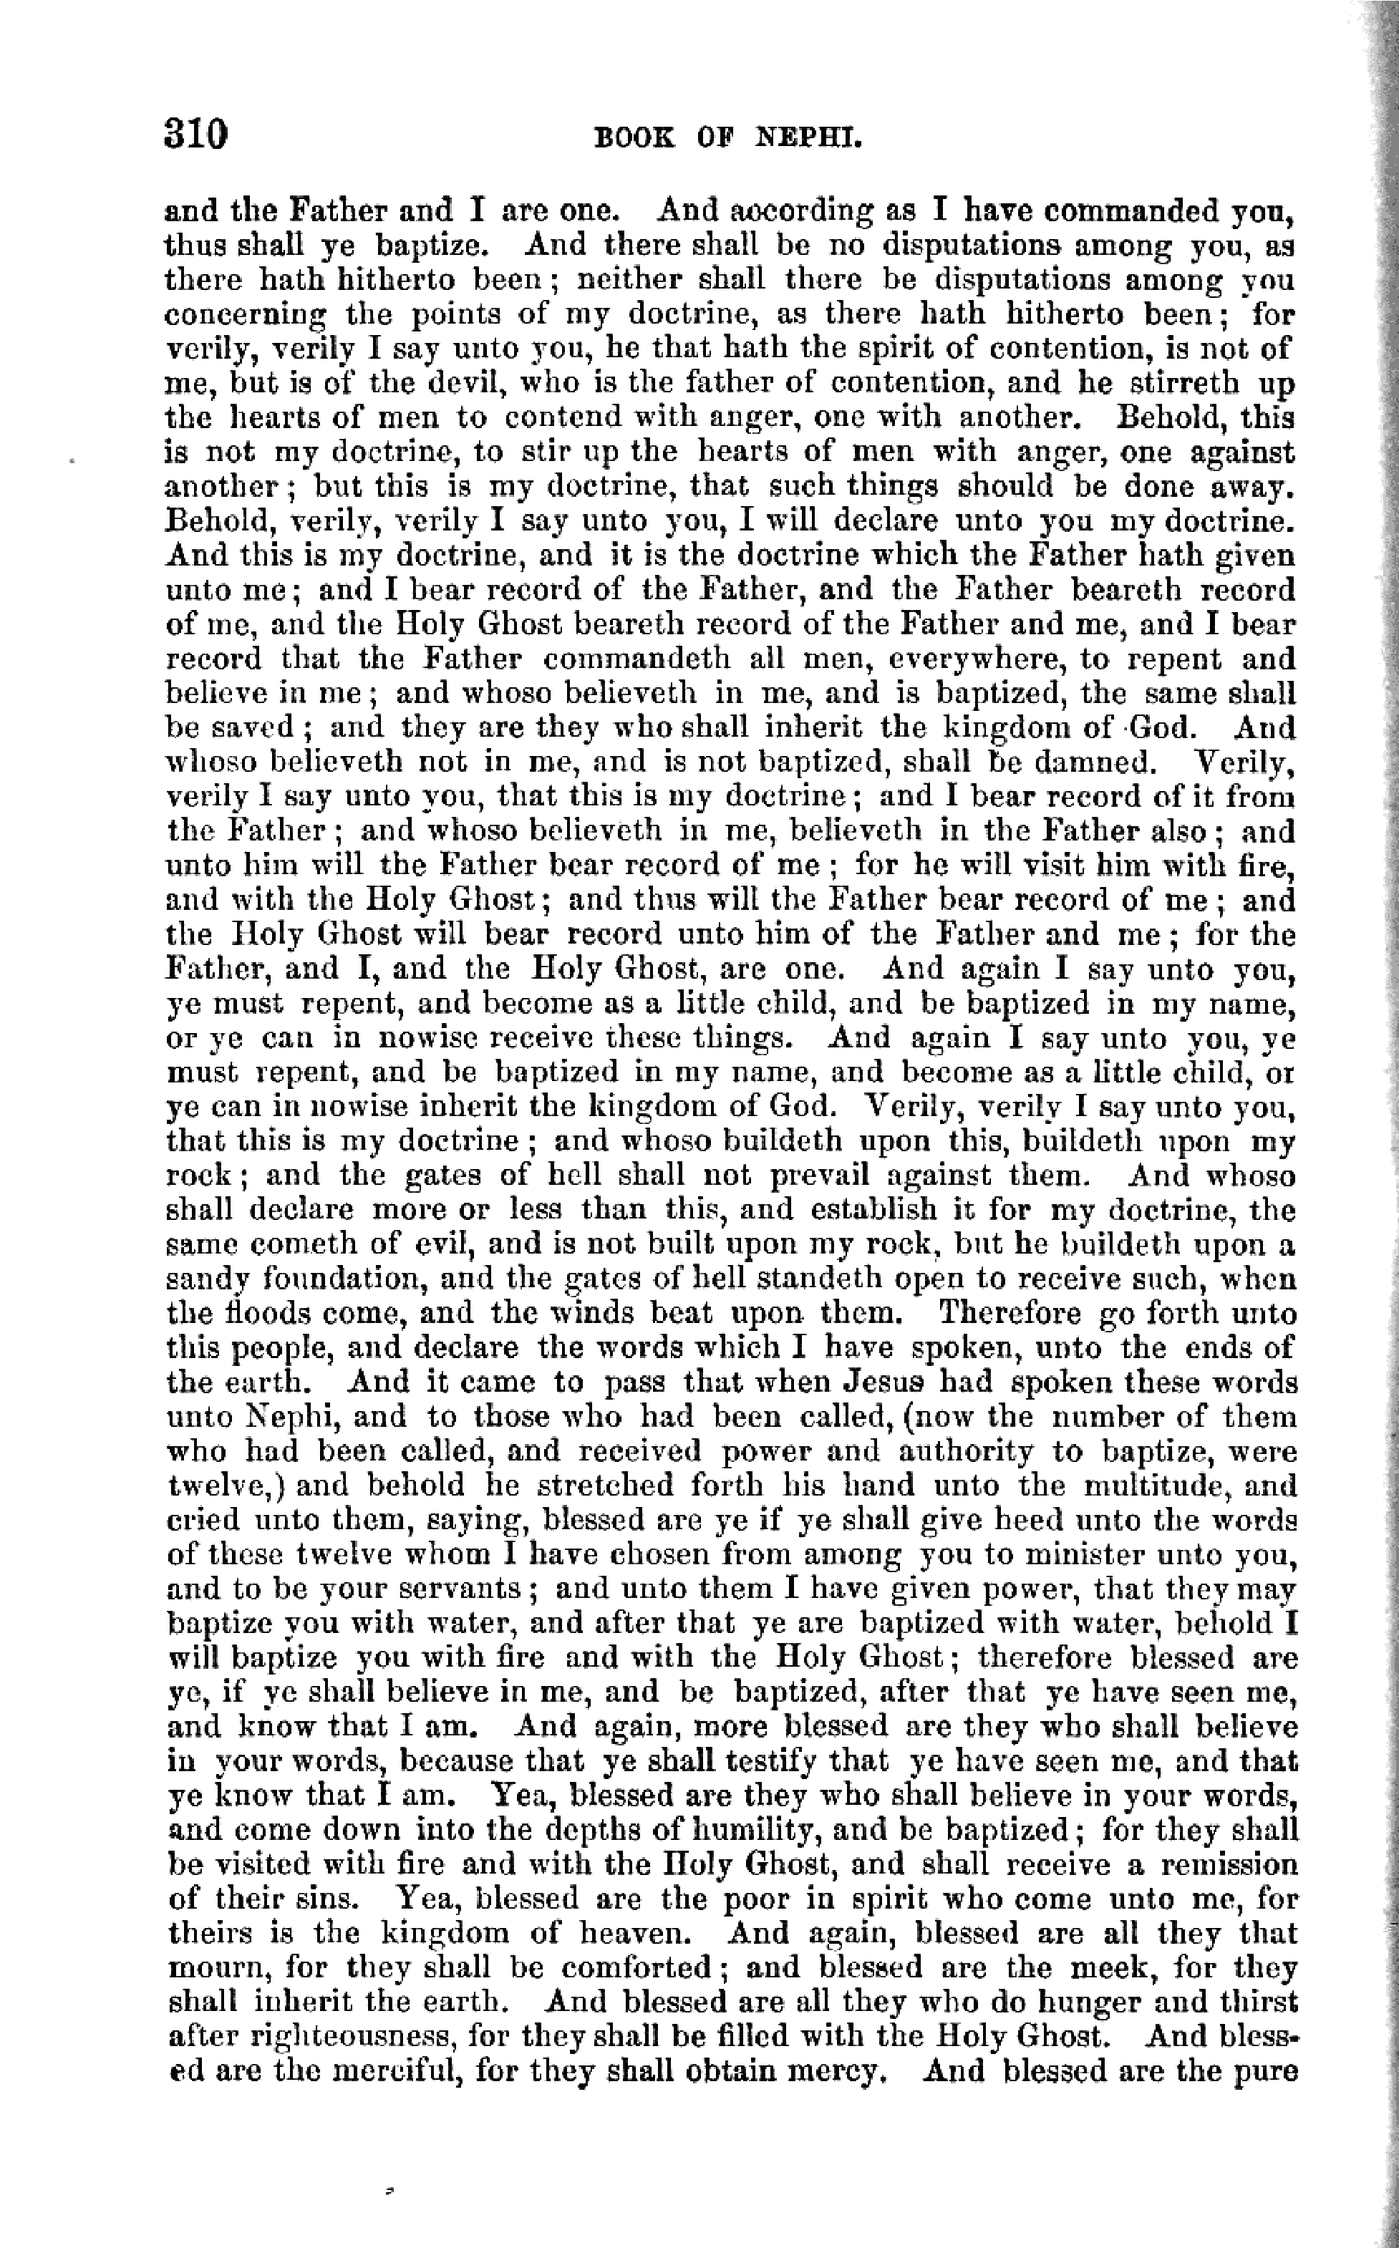 310 BOOK OF NEPHI.
and the Father and I are one. And according as I have commanded you,
thus shall ye baptize. And there shall be no disputations among you, as
there hath hitherto been; neither shall there be disputations among you
concerning the points of my doctrine, as there hath hitherto been; for
verily, verily I say unto you, he that hath the spirit of contention, is not of
me, but is of the devil, who is the father of contention, and he stirreth up
the hearts of men to contend with anger, one with another. Behold, this
is not my doctrine, to stir up the hearts of men with anger, one against
another; but this is my doctrine, that such things should be done away.
Behold, verily, verily I say unto you, I will declare unto you my doctrine.
And this is my doctrine, and it is the doctrine which the Father hath given
unto me; and I bear record of the Father, and the Father beareth record
of me, and the Holy Ghost beareth record of the Father and me, and I bear
record that the Father commandeth all men, everywhere, to repent and
believe in me; and whoso believeth in me, and is baptized, the same shall
be saved; and they are they who shall inherit the kingdom of God. And
whoso believeth not in me, and is not baptized, shall be damned. Verily,
verily I say unto you, that this is my doctrine; and I bear record of it from
the Father; and whoso believeth in me, believeth in the Father also; and
unto him will the Father bear record of me; for he will visit him with fire,
and with the Holy Ghost; and thus will the Father bear record of me; and
the Holy Ghost will bear record unto him of the Father and me; for the
Father, and I, and the Holy Ghost, are one. And again I say unto you,
ye must repent, and become as a little child, and be baptized in my name,
or ye can in nowise receive these things. And again I say unto you, ye
must repent, and be baptized in my name, and become as a little child, or
ye can in nowise inherit the kingdom of God. Verily, verily I say unto you,
that this is my doctrine; and whoso buildeth upon this, buildeth upon my
rock; and the gates of hell shall not prevail against them. And whoso
shall declare more or less than this, and establish it for my doctrine, the
same cometh of evil, and is not built upon my rock, but he buildeth upon a
sandy foundation, and the gates of hell standeth open to receive such, when
the floods come, and the winds beat upon them. Therefore go forth unto
this people, and declare the words which I have spoken, unto the ends of
the earth. And it came to pass that when Jesus had spoken these words
unto Nephi, and to those who had been called, (now the number of them
who had been called, and received power and authority to baptize, were
twelve,) and behold he stretched forth his hand unto the multitude, and
cried unto them, saying, blessed are ye if ye shall give heed unto the words
of these twelve whom I have chosen from among you to minister unto you,
and to be your servants; and unto them I have given power, that they may
baptize you with water, and after that ye are baptized with water, behold I
will baptize you with fire and with the Holy Ghost; therefore blessed are
ye, if ye shall believe in me, and be baptized, after that ye have seen me,
and know that I am. And again, more blessed are they who shall believe
in your words, because that ye shall testify that ye have seen me, and that
ye know that I am. Yea, blessed are they who shall believe in your words,
and come down into the depths of humility, and be baptized; for they shall
be visited with fire and with the Holy Ghost, and shall receive a remission
of their sins. Yea, blessed are the poor in spirit who come unto me, for
theirs is the kingdom of heaven. And again, blessed are all they that
mourn, for they shall be comforted; and blessed are the meek, for they
shall inherit the earth. And blessed are all they who do hunger and thirst
after righteousness, for they shall be filled with the Holy Ghost. And bless-
ed are the merciful, for they shall obtain mercy. And blessed are the pure